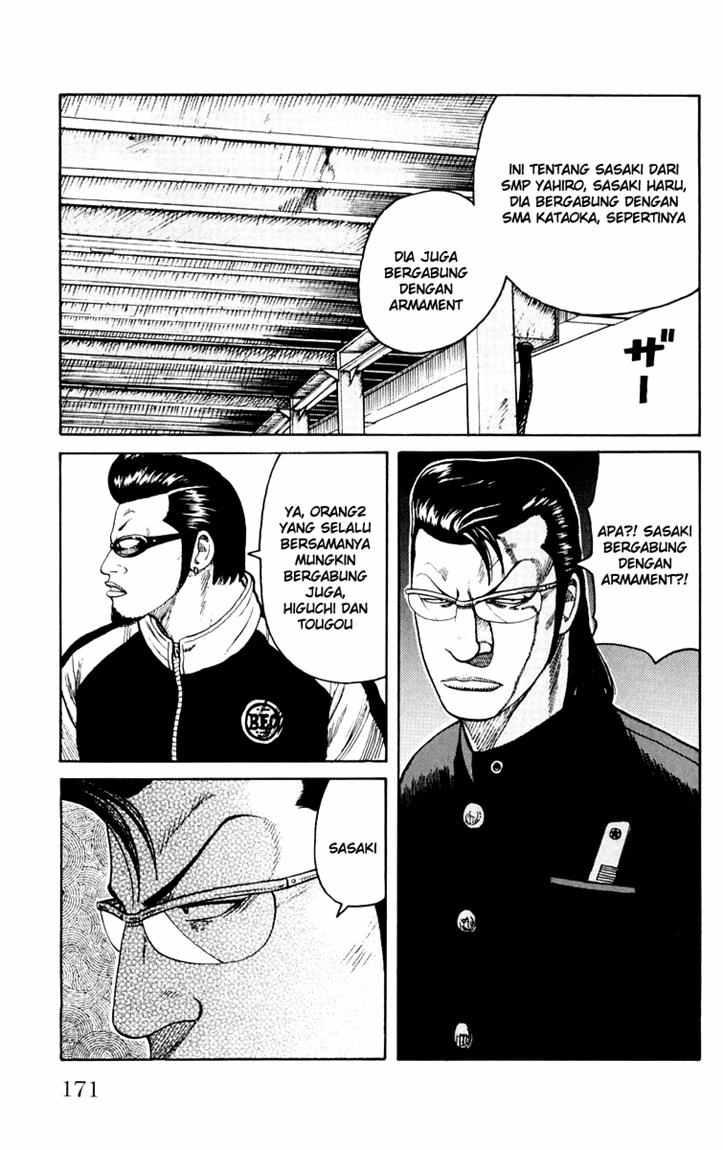 INI TENTANG SASAKI DARI
SMP YAHIRO, SASAKI HARU,
DIA BERGABUNG DENGAN
SMA KATAOKA, SEPERTINYA
DIA JUGA
BERGABUNG
DENGAN
ARMAMENT
ザー
APA?! SASAKI
BERGABUNG
DENGAN
ARMAMENT?!
YA, ORANG2
YANG SELALU
BERSAMANYA
MUNGKIN
BERGABUNG
JUGA,
HIGUCHI DAN
TOUGOU
SASAKI
171